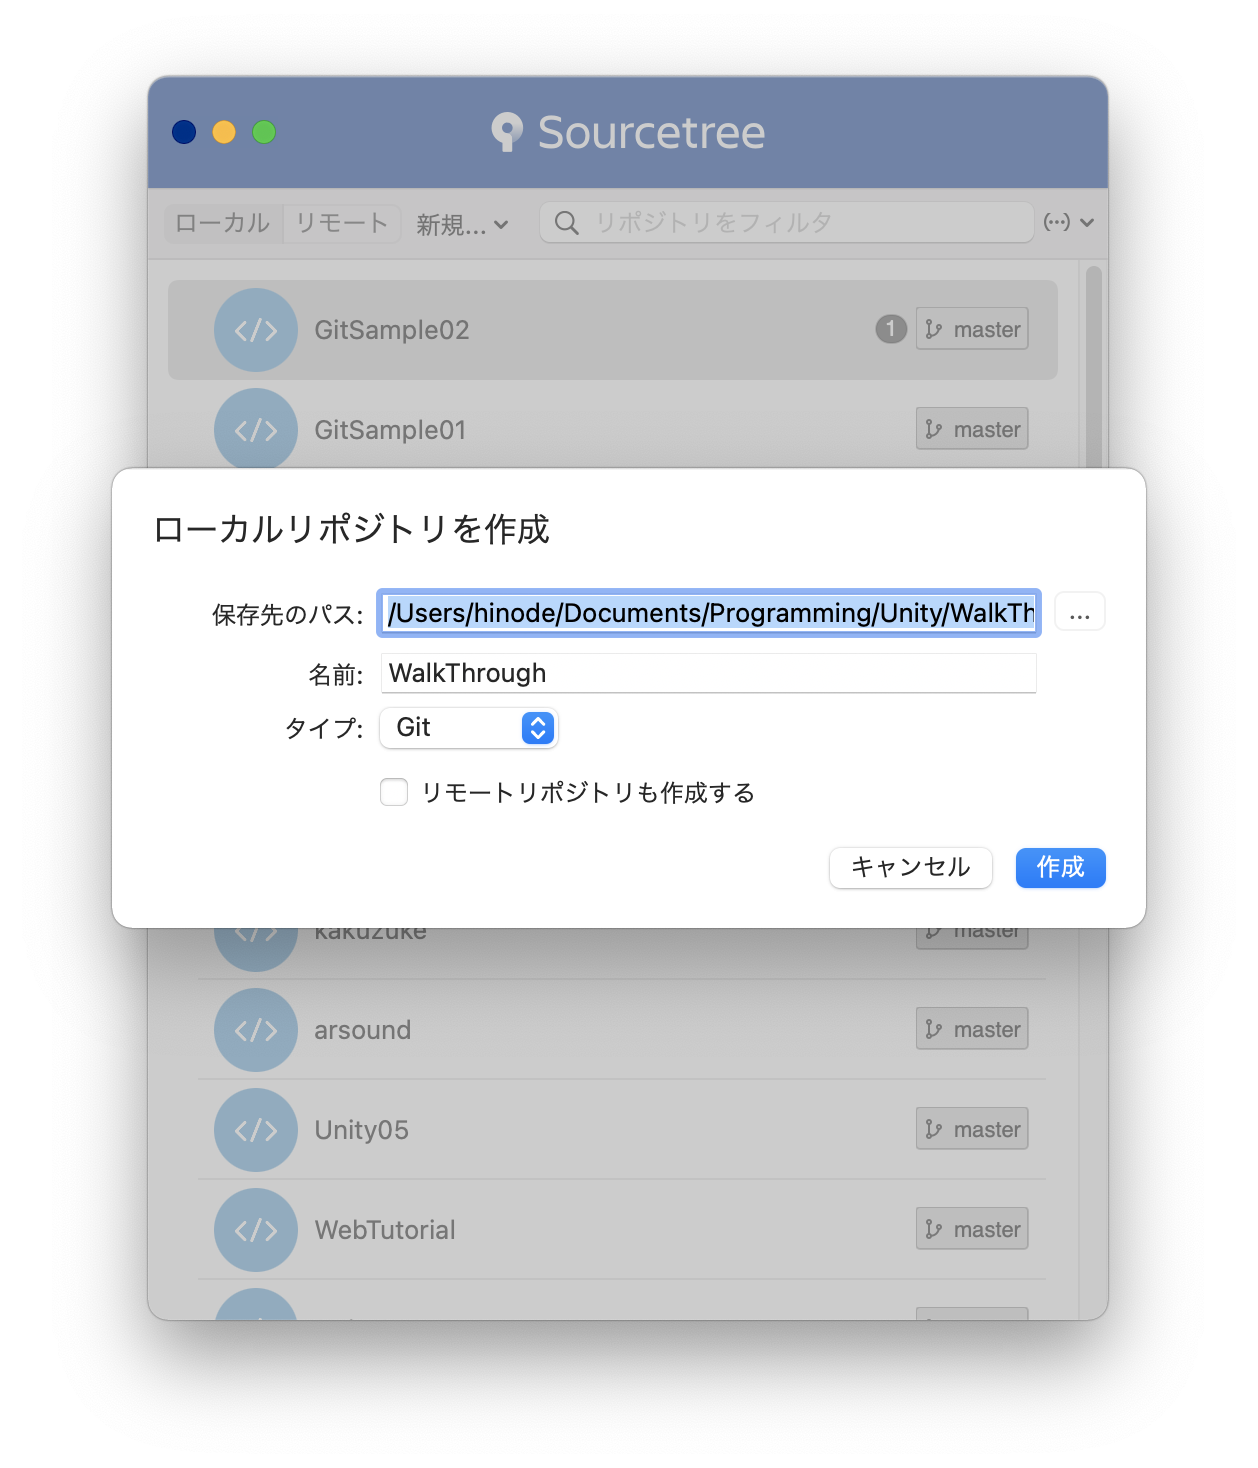 Sourcetree
ローカル リモート 新規... リポジトリをフィルタ
GitSample02 1 master
GitSample01 master
ローカルリポジトリを作成
保存先のパス: /Users/hinode/Documents/Programming/Unity/WalkTh ...
名前: WalkThrough
タイプ: Git
リモートリポジトリも作成する
キャンセル 作成
kakuzuke master
arsound master
Unity05 master
WebTutorial master